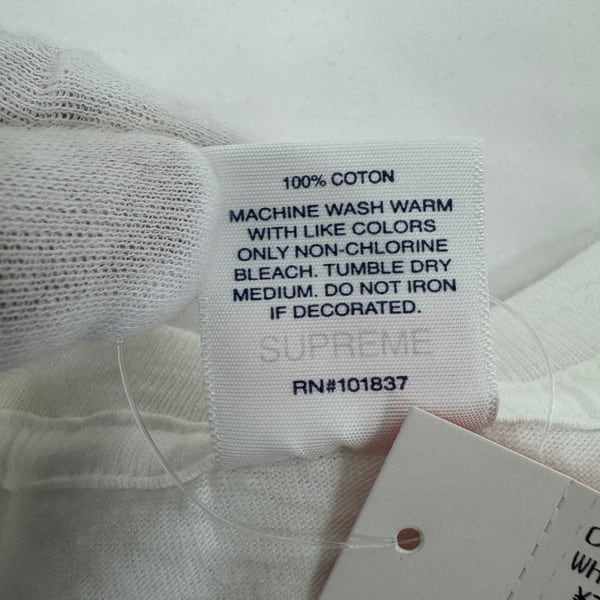 100% COTON
MACHINE WASH WARM
WITH LIKE COLORS
ONLY NON-CHLORINE
BLEACH. TUMBLE DRY
MEDIUM. DO NOT IRON
IF DECORATED.
SUPREME
RN#101837